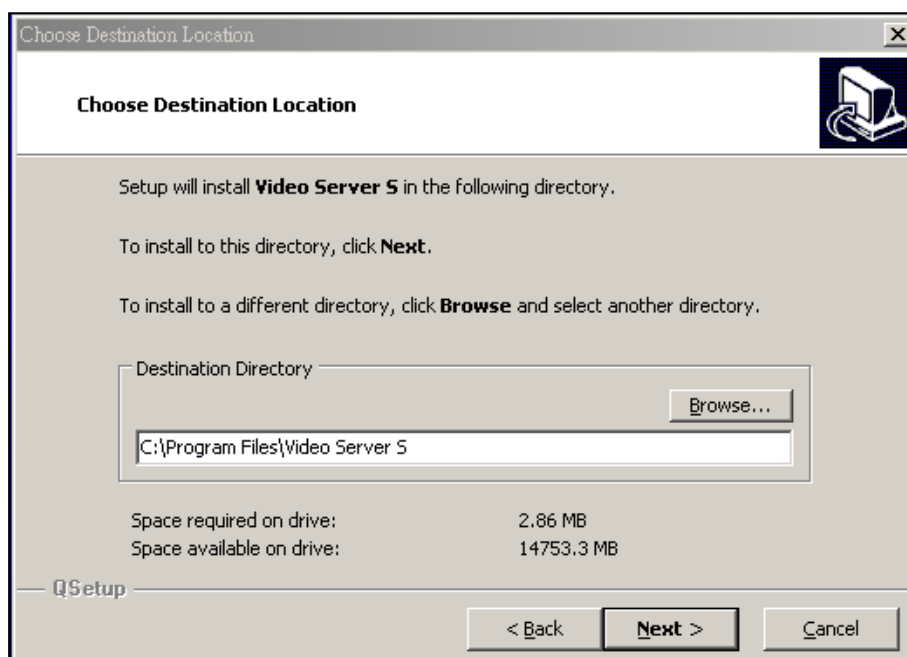 Choose Destination Location
Choose Destination Location
Setup will install Video Server S in the following directory.
To install to this directory, click Next.
To install to a different directory, click Browse and select another directory.
Destination Directory
Browse...
C:\Program Files\Video Server S
Space required on drive: 2.86 MB
Space available on drive: 14753.3 MB
QSetup
< Back Next > Cancel